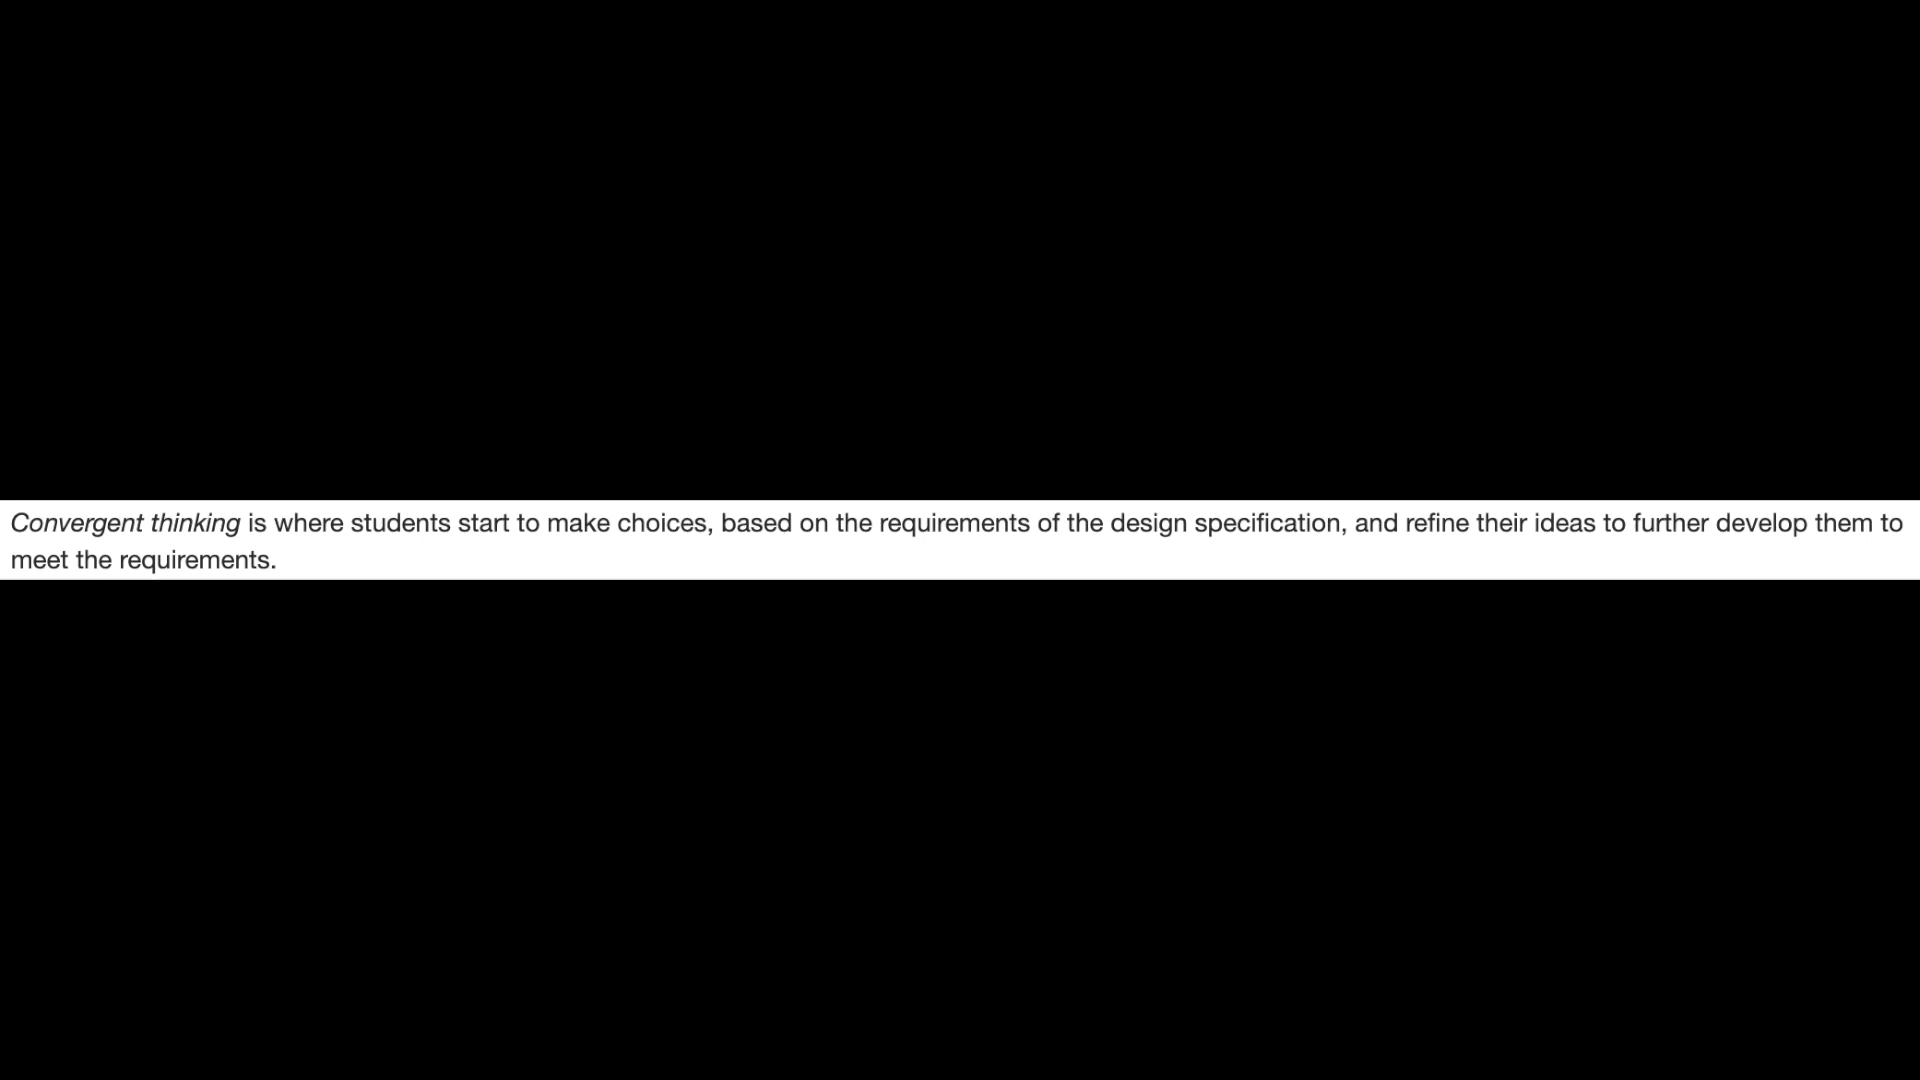 Convergent thinking is where students start to make choices, based on the requirements of the design specification, and refine their ideas to further develop them to
meet the requirements.